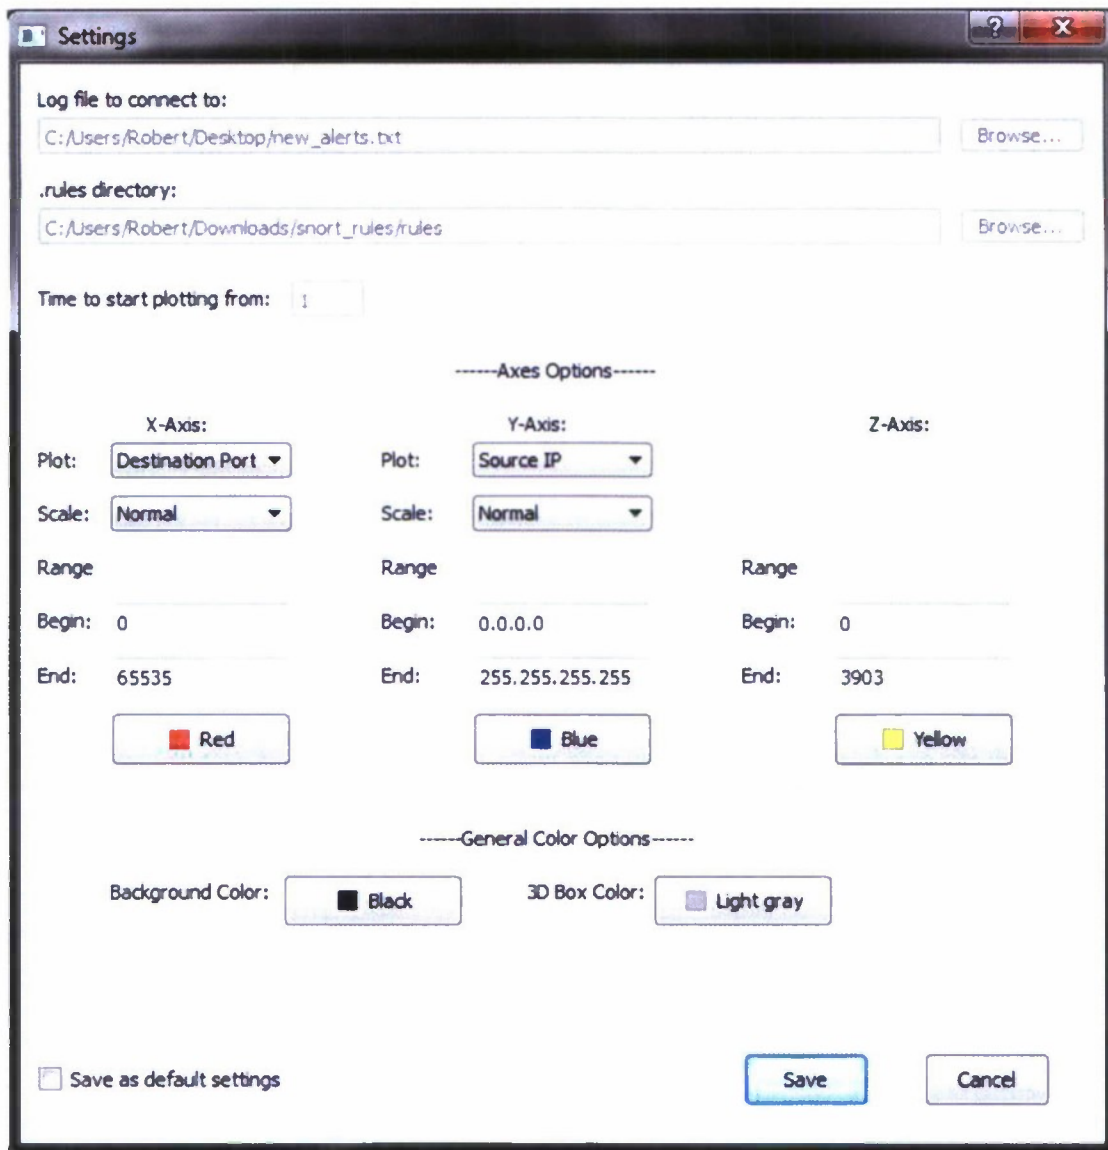 Settings
Log file to connect to:
C:/Users/Robert/Desktop/new_alerts.txt Browse...
.rules directory:
C:/Users/Robert/Downloads/snort_rules/rules Browse...
Time to start plotting from: 1
------Axes Options------
X-Axis: Y-Axis: Z-Axis:
Plot: Destination Port Plot: Source IP
Scale: Normal Scale: Normal
Range Range Range
Begin: 0 Begin: 0.0.0.0 Begin: 0
End: 65535 End: 255.255.255.255 End: 3903
Red Blue Yellow
------General Color Options------
Background Color: Black 3D Box Color: Light gray
Save as default settings Save Cancel